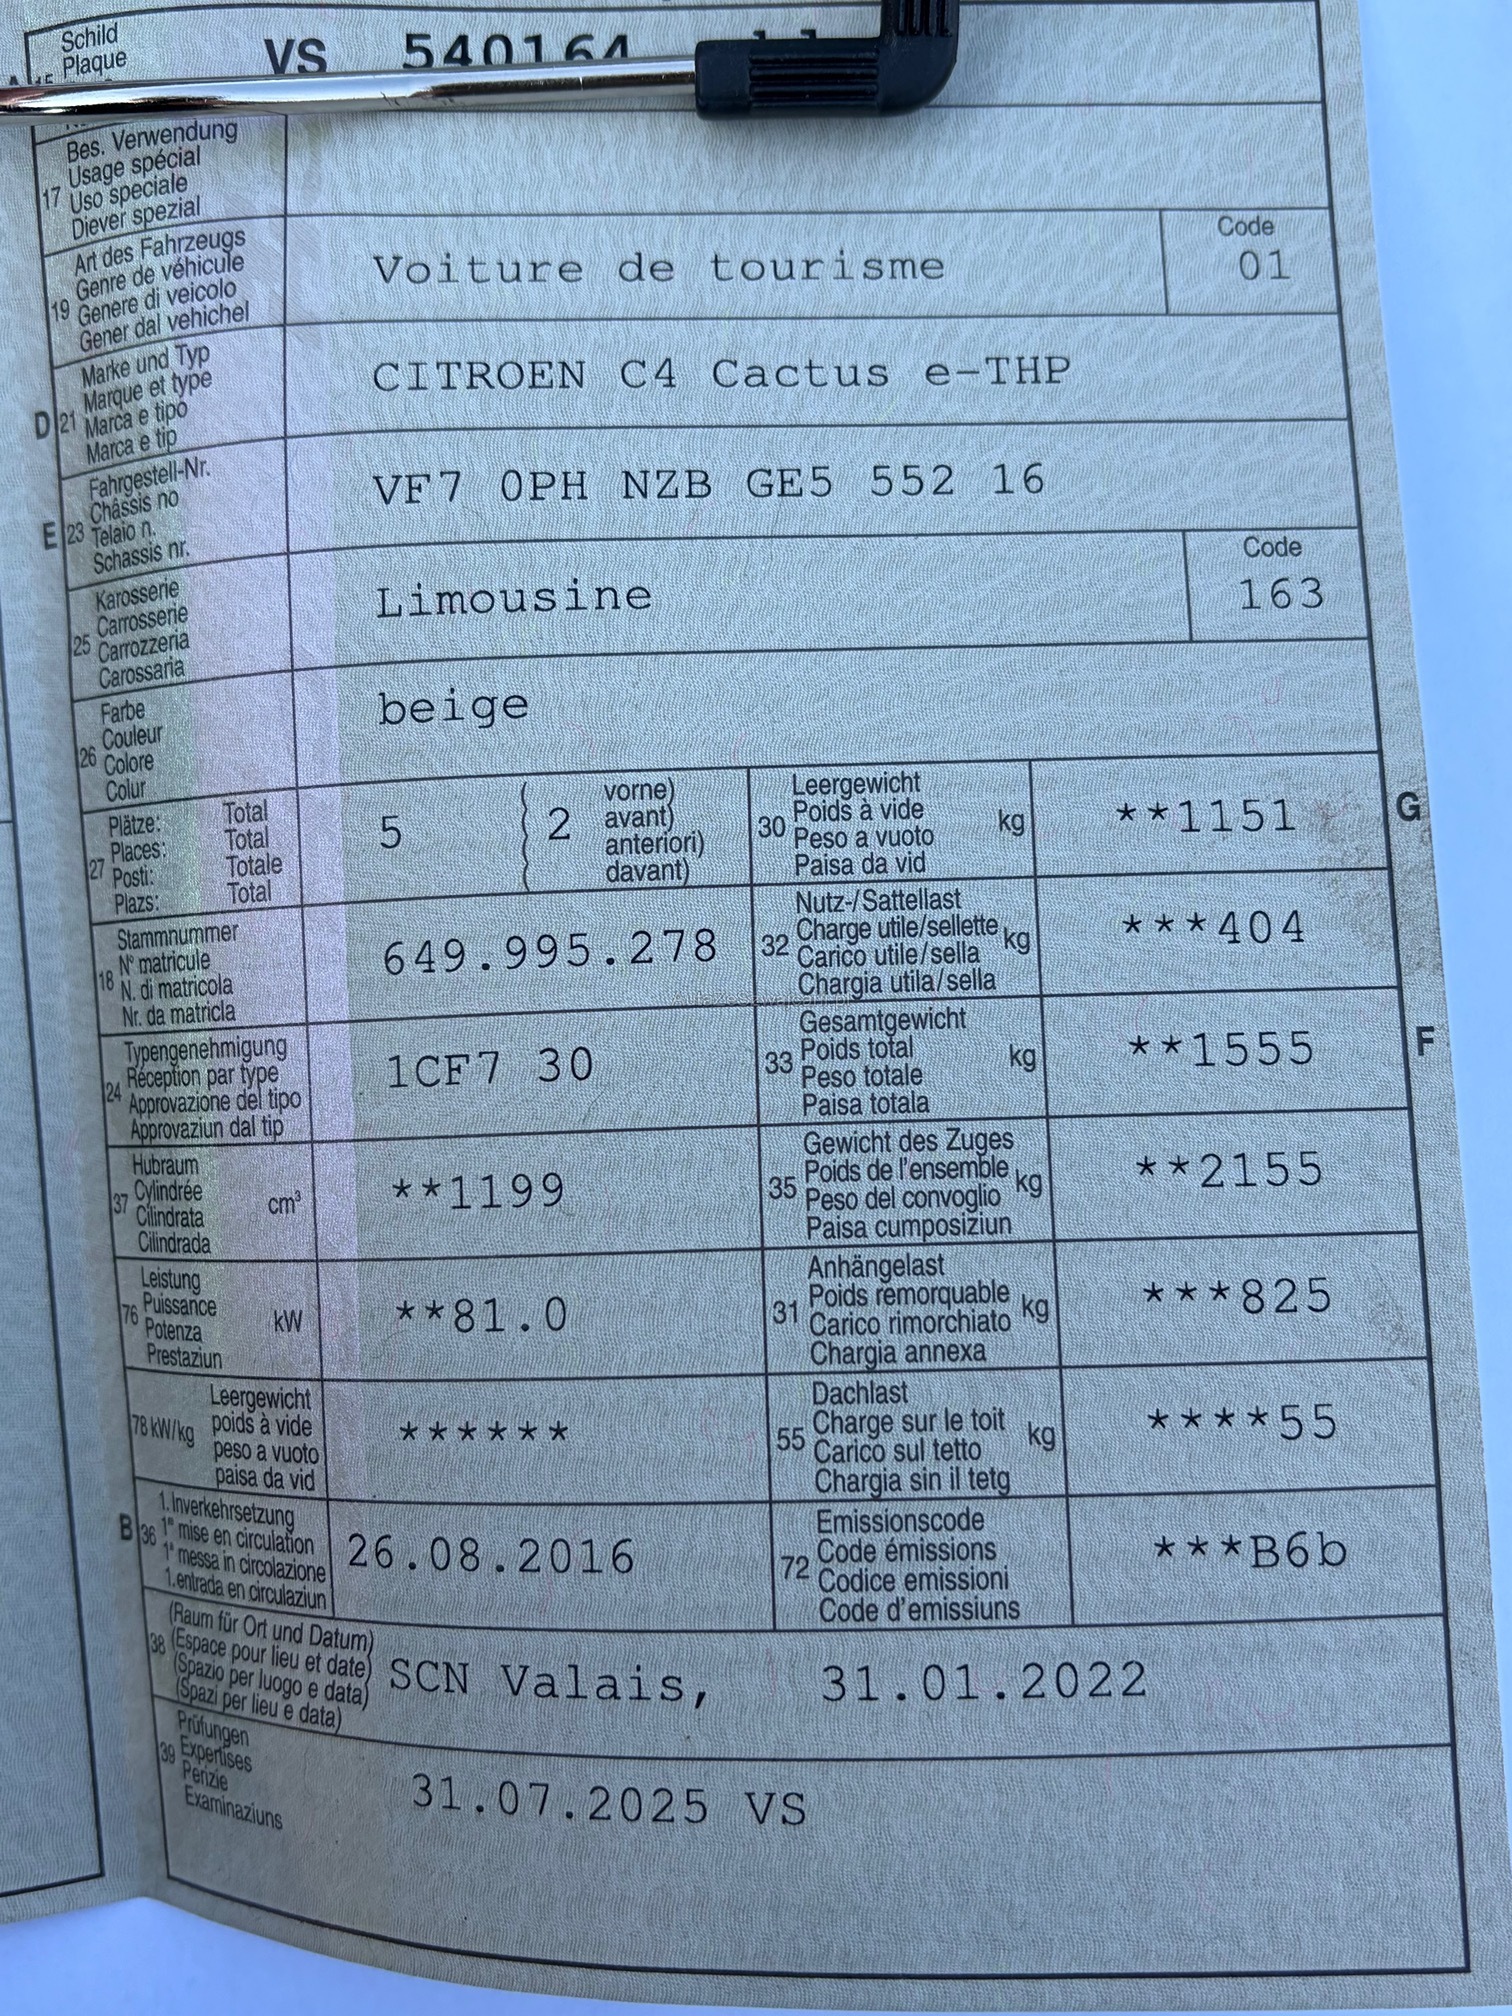 Schild
Plaque
VS 540164
17 Bes. Verwendung
Usage spécial
Uso speciale
Diever spezial
19 Art des Fahrzeugs
Genre de véhicule
Genere di veicolo
Gener dal vehichel
Voiture de tourisme
Code
01
D 21 Marke und Typ
Marque et type
Marca e tipo
Marca e tip
CITROEN C4 Cactus e-THP
E 23 Fahrgestell-Nr.
Châssis no
Telaio n.
Schassis nr.
VF7 0PH NZB GE5 552 16
25 Karosserie
Carrosserie
Carrozzeria
Carossaria
Limousine
Code
163
26 Farbe
Couleur
Colore
Colur
beige
27 Plätze: Total
Places: Total
Posti: Totale
Plazs: Total
5 ( 2 vorne)
avant)
anteriori)
davant)
30 Leergewicht
Poids à vide kg
Peso a vuoto
Paisa da vid
**1151
G
18 Stammnummer
N° matricule
N. di matricola
Nr. da matricla
649.995.278
32 Nutz-/Sattellast
Charge utile/sellette kg
Carico utile/sella
Chargia utila/sella
***404
24 Typengenehmigung
Réception par type
Approvazione del tipo
Approvaziun dal tip
1CF7 30
33 Gesamtgewicht
Poids total kg
Peso totale
Paisa totala
**1555
F
37 Hubraum
Cylindrée cm³
Cilindrata
Cilindrada
**1199
35 Gewicht des Zuges
Poids de l'ensemble kg
Peso del convoglio
Paisa cumposiziun
**2155
76 Leistung
Puissance kW
Potenza
Prestaziun
**81.0
31 Anhängelast
Poids remorquable kg
Carico rimorchiato
Chargia annexa
***825
78 kW/kg Leergewicht
poids à vide
peso a vuoto
paisa da vid
******
55 Dachlast
Charge sur le toit kg
Carico sul tetto
Chargia sin il tetg
****55
B 36 1. Inverkehrsetzung
1re mise en circulation
1a messa in circolazione
1. entrada en circulaziun
26.08.2016
72 Emissionscode
Code émissions
Codice emissioni
Code d'emissiuns
***B6b
38 (Raum für Ort und Datum)
(Espace pour lieu et date)
(Spazio per luogo e data)
(Spazi per lieu e data)
SCN Valais, 31.01.2022
39 Prüfungen
Expertises
Perizie
Examinaziuns
31.07.2025 VS